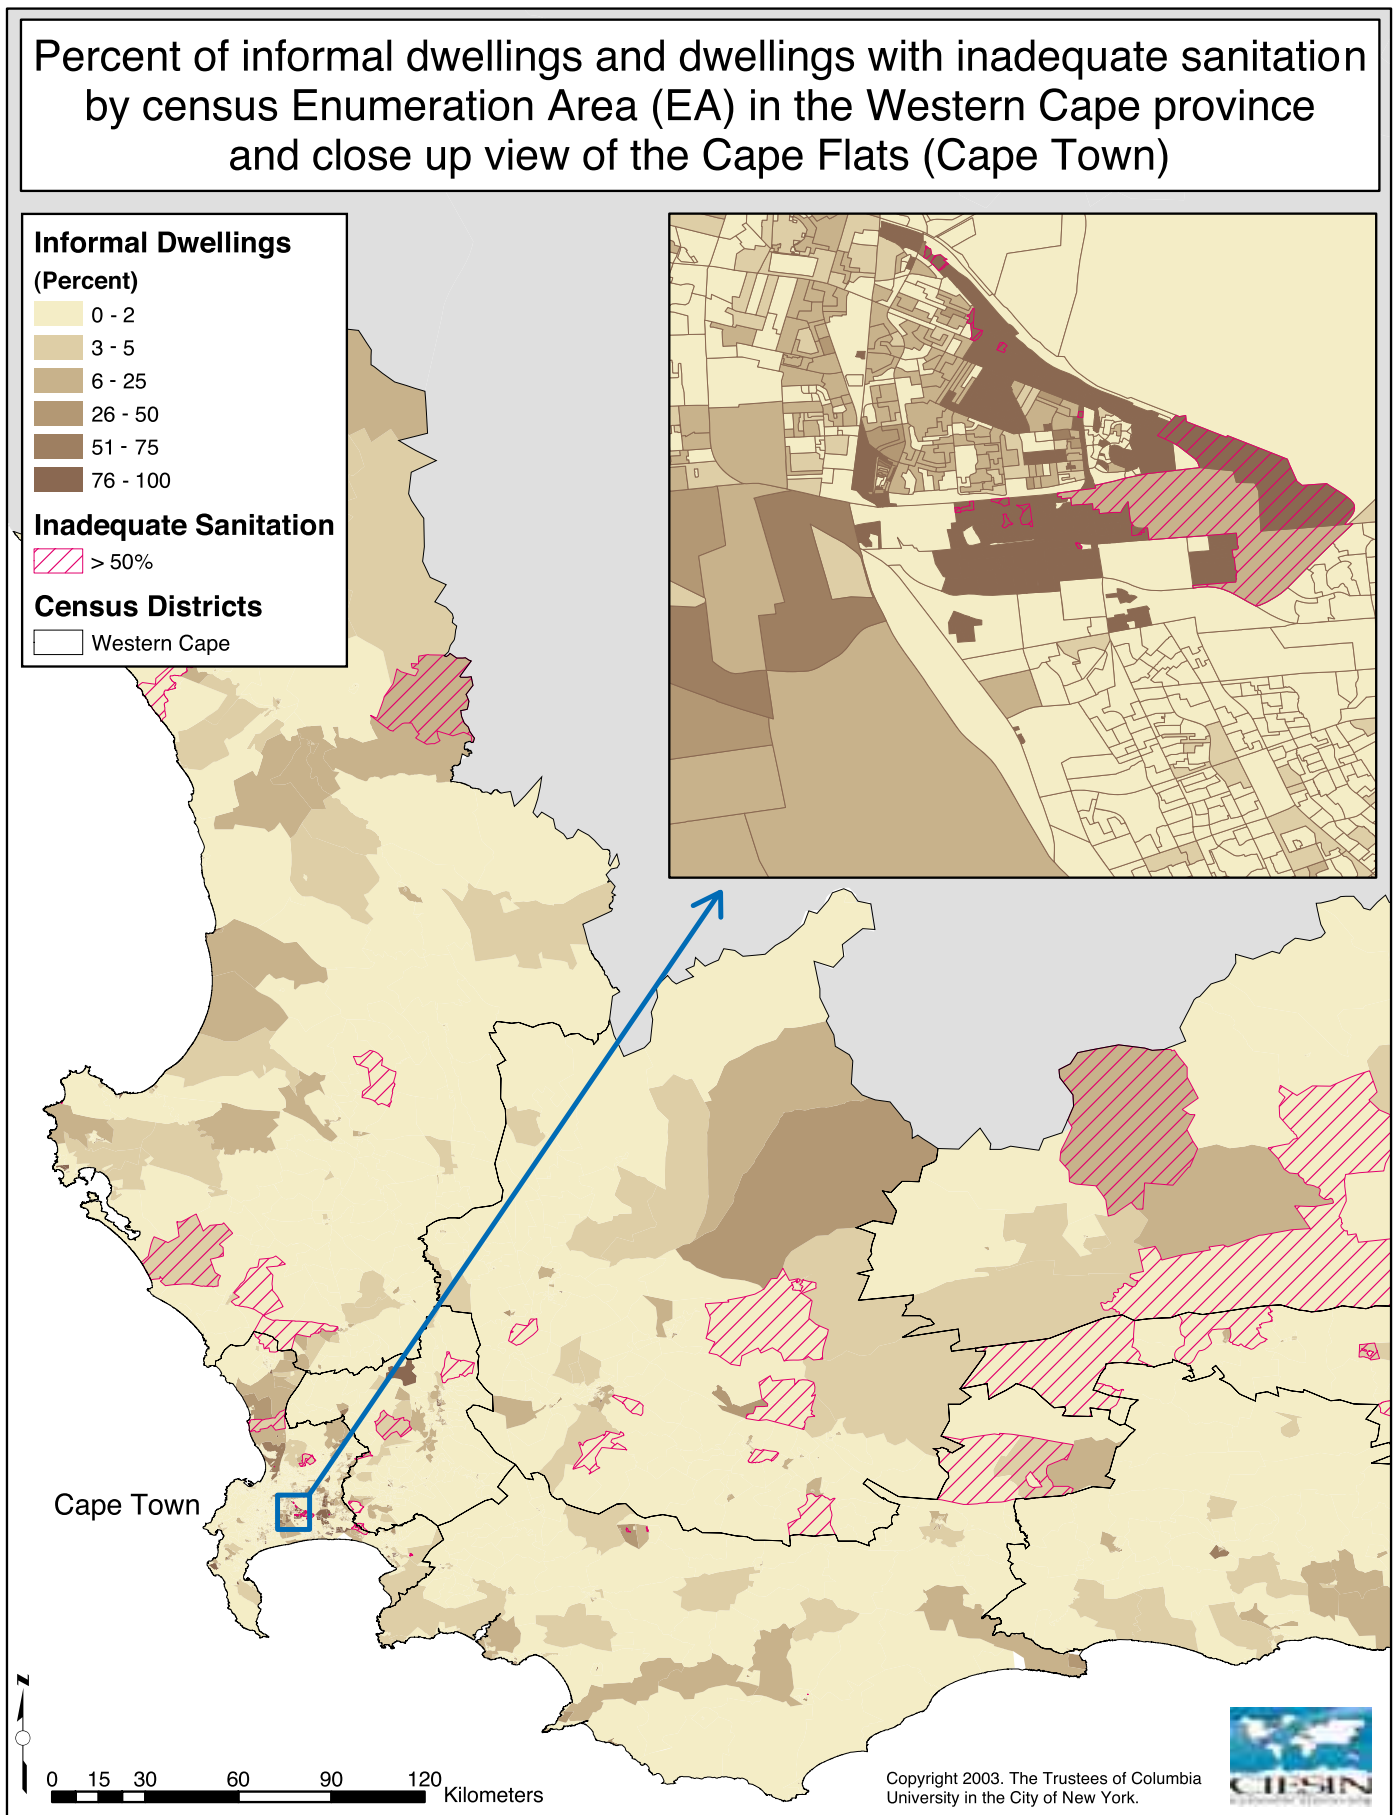 Percent of informal dwellings and dwellings with inadequate sanitation
by census Enumeration Area (EA) in the Western Cape province
and close up view of the Cape Flats (Cape Town)
Informal Dwellings
(Percent)
0 - 2
3 - 5
6 - 25
26 - 50
51 - 75
76 - 100
Inadequate Sanitation
> 50%
Census Districts
Western Cape
Cape Town
N
0 15 30 60 90 120 Kilometers
Copyright 2003. The Trustees of Columbia
University in the City of New York.
CIESIN